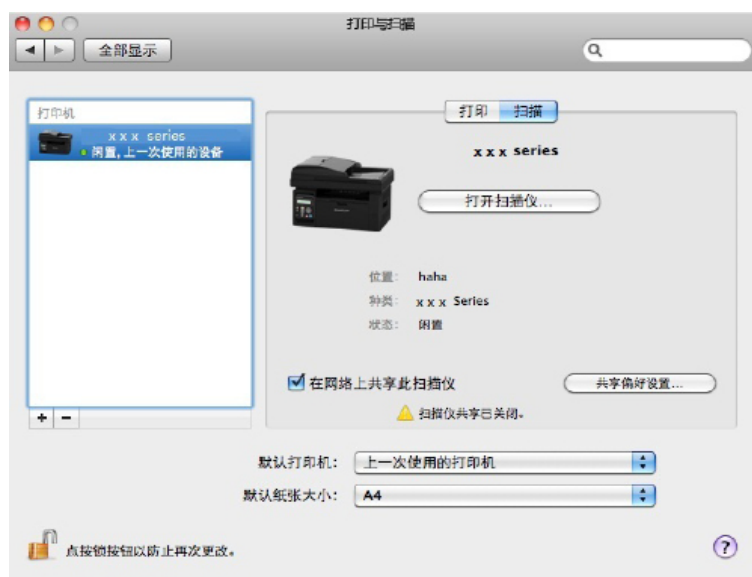 打印与扫描
全部显示
打印机
x x x series
闲置, 上一次使用的设备
打印 扫描
x x x series
打开扫描仪...
位置: haha
种类: x x x Series
状态: 闲置
在网络上共享此扫描仪
共享偏好设置...
扫描仪共享已关闭。
+ −
默认打印机: 上一次使用的打印机
默认纸张大小: A4
点按锁按钮以防止再次更改。
?